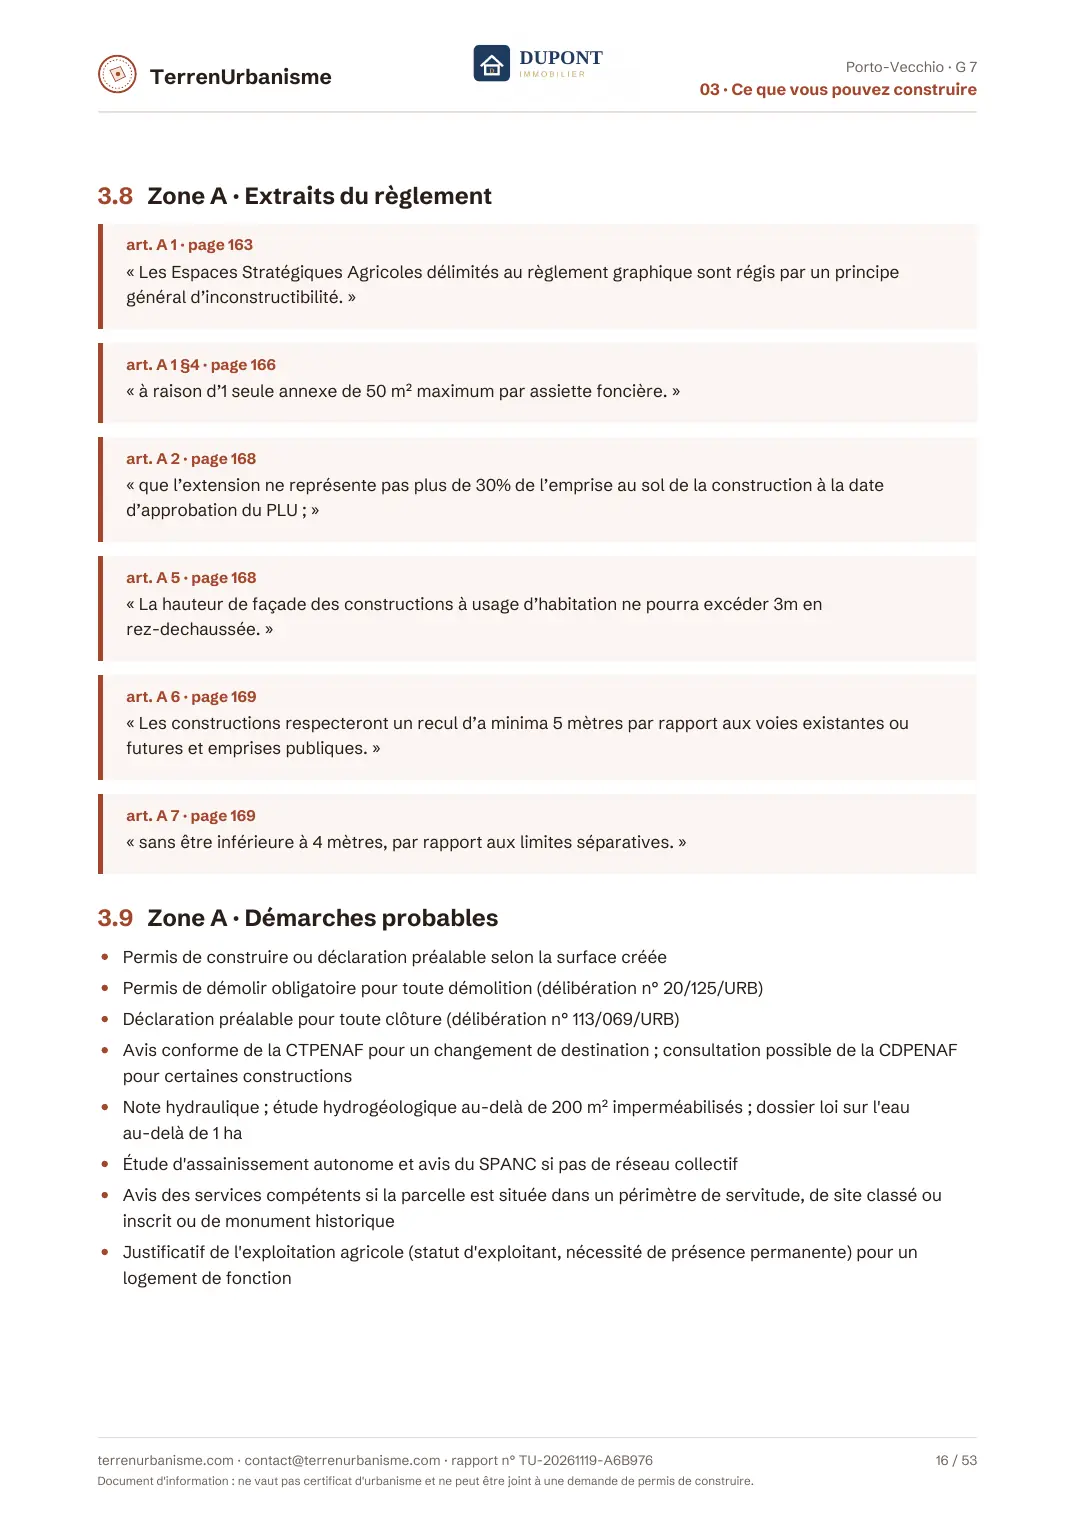 TerrenUrbanisme
DUPONT
IMMOBILIER
Porto-Vecchio · G 7
03 · Ce que vous pouvez construire
3.8 Zone A · Extraits du règlement
art. A 1 · page 163
« Les Espaces Stratégiques Agricoles délimités au règlement graphique sont régis par un principe
général d’inconstructibilité. »
art. A 1 §4 · page 166
« à raison d’1 seule annexe de 50 m² maximum par assiette foncière. »
art. A 2 · page 168
« que l’extension ne représente pas plus de 30% de l’emprise au sol de la construction à la date
d’approbation du PLU ; »
art. A 5 · page 168
« La hauteur de façade des constructions à usage d’habitation ne pourra excéder 3m en
rez-dechaussée. »
art. A 6 · page 169
« Les constructions respecteront un recul d’a minima 5 mètres par rapport aux voies existantes ou
futures et emprises publiques. »
art. A 7 · page 169
« sans être inférieure à 4 mètres, par rapport aux limites séparatives. »
3.9 Zone A · Démarches probables
• Permis de construire ou déclaration préalable selon la surface créée
• Permis de démolir obligatoire pour toute démolition (délibération n° 20/125/URB)
• Déclaration préalable pour toute clôture (délibération n° 113/069/URB)
• Avis conforme de la CTPENAF pour un changement de destination ; consultation possible de la CDPENAF
pour certaines constructions
• Note hydraulique ; étude hydrogéologique au-delà de 200 m² imperméabilisés ; dossier loi sur l'eau
au-delà de 1 ha
• Étude d'assainissement autonome et avis du SPANC si pas de réseau collectif
• Avis des services compétents si la parcelle est située dans un périmètre de servitude, de site classé ou
inscrit ou de monument historique
• Justificatif de l'exploitation agricole (statut d'exploitant, nécessité de présence permanente) pour un
logement de fonction
terrenurbanisme.com · contact@terrenurbanisme.com · rapport n° TU-20261119-A6B976
16 / 53
Document d'information : ne vaut pas certificat d'urbanisme et ne peut être joint à une demande de permis de construire.